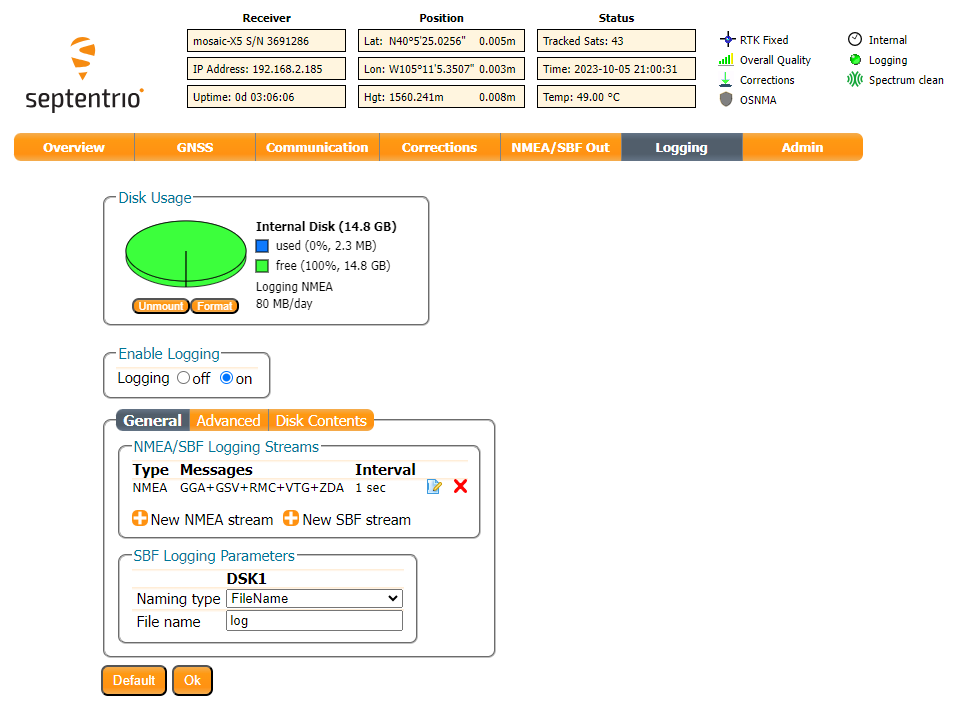 septentrio
Receiver
mosaic-X5 S/N 3691286
IP Address: 192.168.2.185
Uptime: 0d 03:06:06
Position
Lat: N40°5'25.0256" 0.005m
Lon: W105°11'5.3507" 0.003m
Hgt: 1560.241m 0.008m
Status
Tracked Sats: 43
Time: 2023-10-05 21:00:31
Temp: 49.00 °C
RTK Fixed
Overall Quality
Corrections
OSNMA
Internal
Logging
Spectrum clean
Overview GNSS Communication Corrections NMEA/SBF Out Logging Admin
Disk Usage
Internal Disk (14.8 GB)
used (0%, 2.3 MB)
free (100%, 14.8 GB)
Logging NMEA
80 MB/day
Unmount Format
Enable Logging
Logging off on
General Advanced Disk Contents
NMEA/SBF Logging Streams
Type Messages Interval
NMEA GGA+GSV+RMC+VTG+ZDA 1 sec
New NMEA stream New SBF stream
SBF Logging Parameters
DSK1
Naming type FileName
File name log
Default Ok